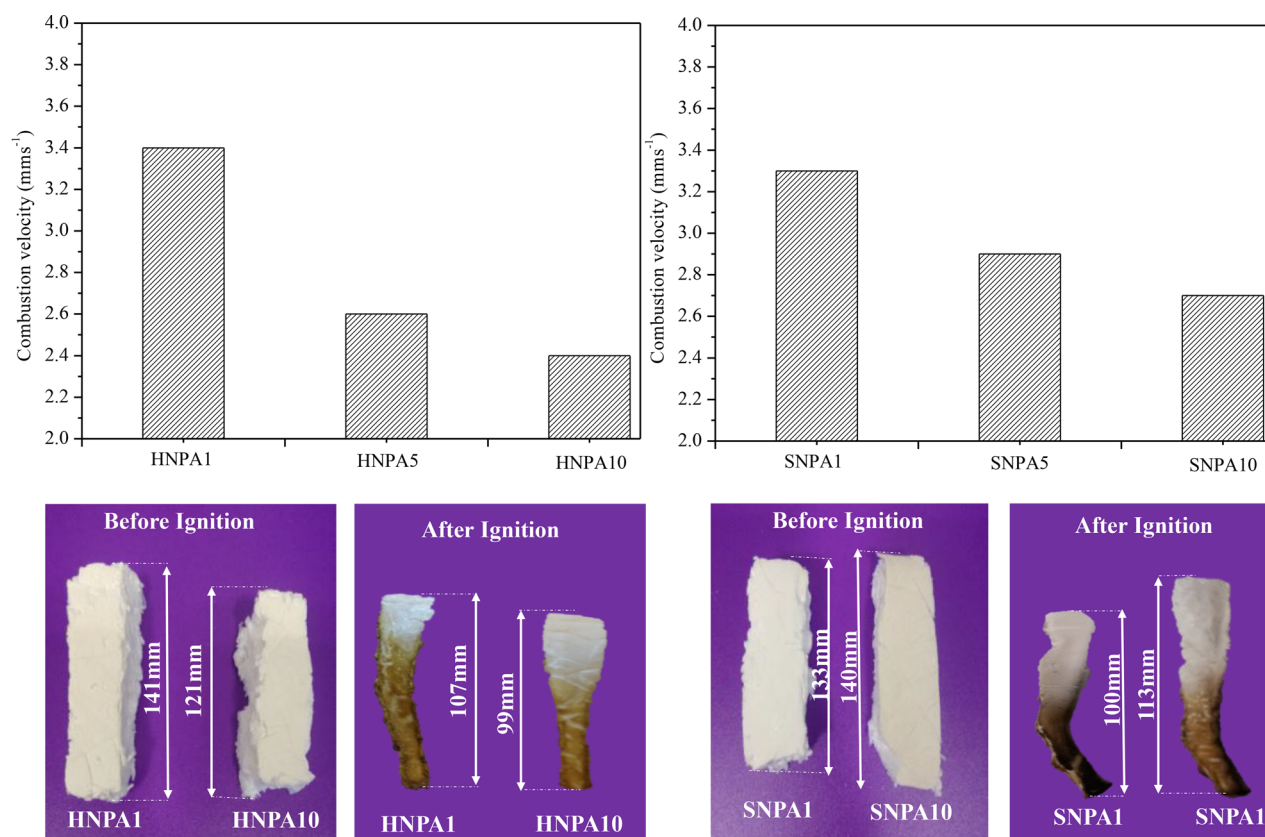 4.0
3.8
3.6
3.4
3.2
3.0
2.8
2.6
2.4
2.2
2.0
Combustion velocity (mms⁻¹)
HNPA1 HNPA5 HNPA10
4.0
3.8
3.6
3.4
3.2
3.0
2.8
2.6
2.4
2.2
2.0
Combustion velocity (mms⁻¹)
SNPA1 SNPA5 SNPA10
Before Ignition
141mm
121mm
HNPA1 HNPA10
After Ignition
107mm
99mm
HNPA1 HNPA10
Before Ignition
133mm
140mm
SNPA1 SNPA10
After Ignition
100mm
113mm
SNPA1 SNPA1